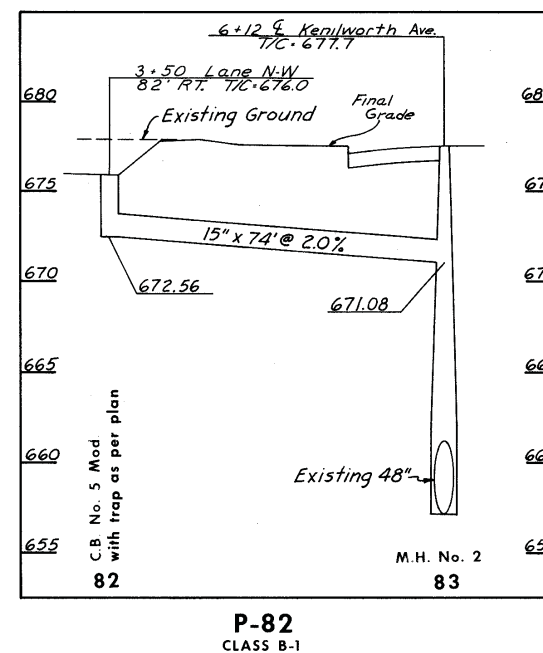 6+12 ℄ Kenilworth Ave.
T/C = 677.7
3+50 Lane N-W
82' RT. T/C=676.0
680
68
Existing Ground
Final
Grade
675
67
15" x 74' @ 2.0%
670
67
672.56
671.08
665
66
660
66
Existing 48"
655
65
C.B. No. 5 Mod
with trap as per plan
M.H. No. 2
82
83
P-82
CLASS B-1